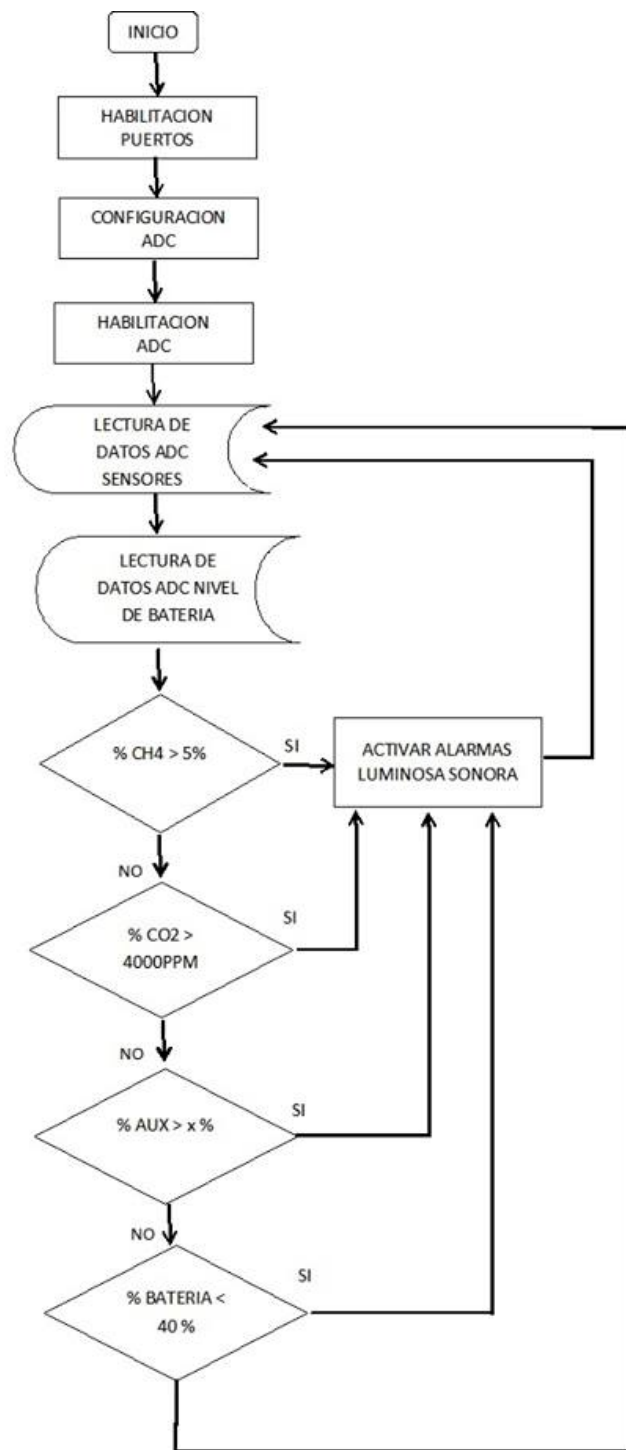 INICIO
HABILITACION
PUERTOS
CONFIGURACION
ADC
HABILITACION
ADC
LECTURA DE
DATOS ADC
SENSORES
LECTURA DE
DATOS ADC NIVEL
DE BATERIA
% CH4 > 5%
SI
ACTIVAR ALARMAS
LUMINOSA SONORA
NO
% CO2 >
4000PPM
SI
NO
% AUX > x %
SI
NO
% BATERIA <
40 %
SI